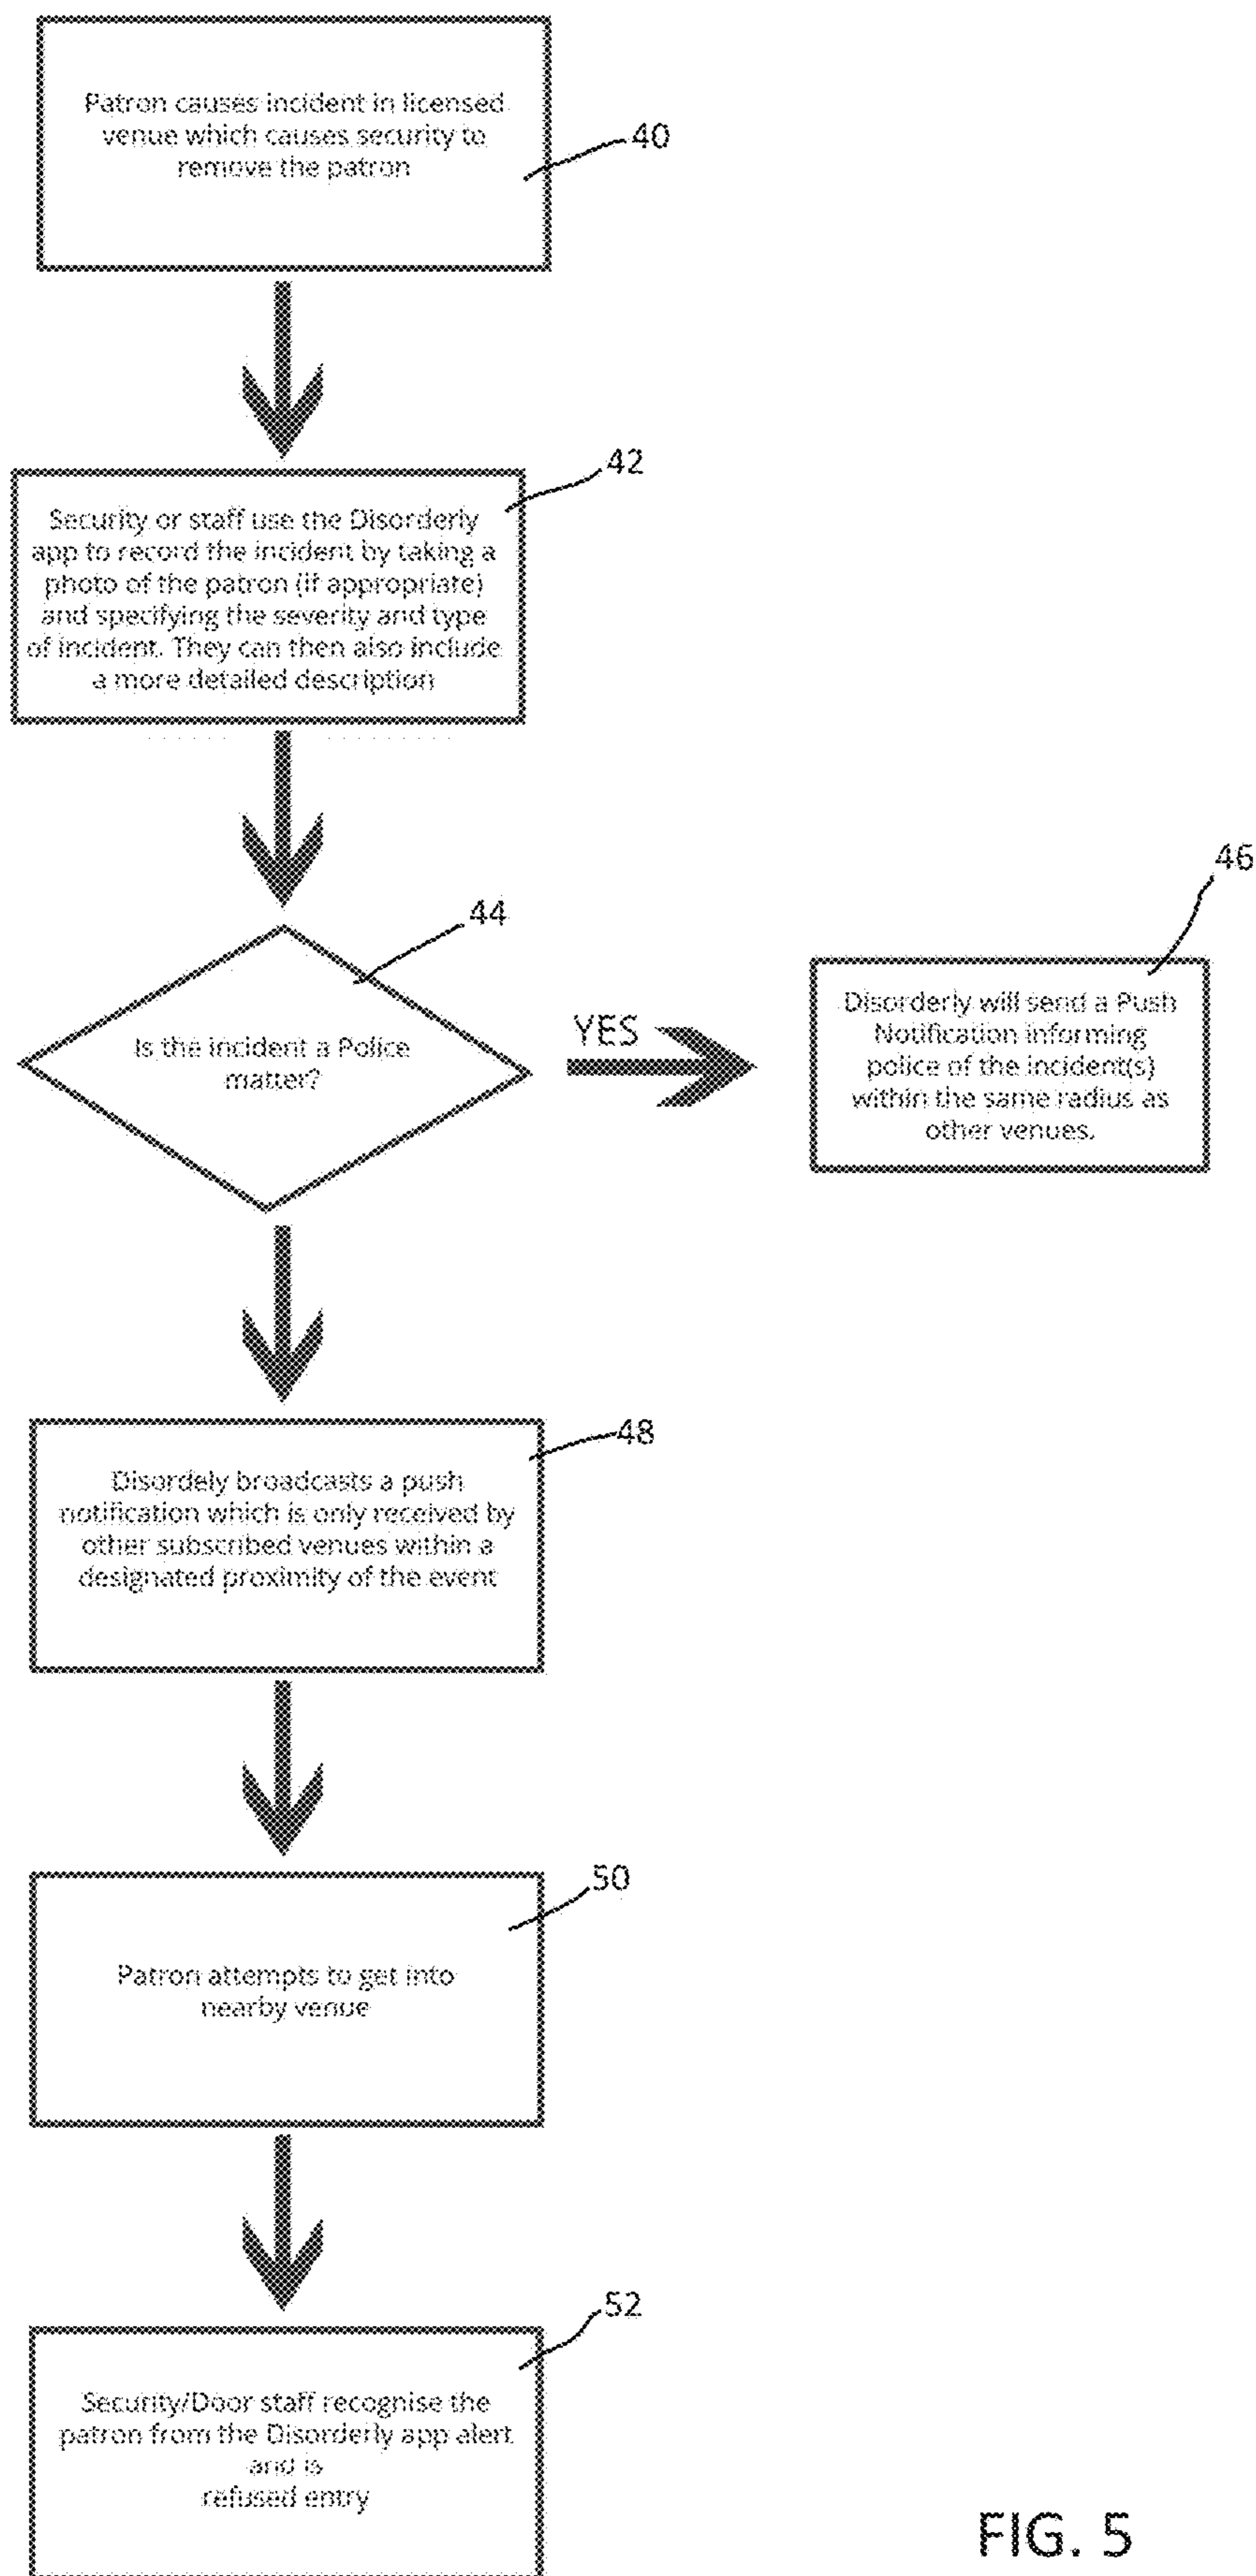 Patron causes incident in licensed
venue which causes security to
remove the patron
40
42
Security or staff use the Disorderly
app to record the incident by taking a
photo of the patron (if appropriate)
and specifying the severity and type
of incident. They can then also include
a more detailed description
44
Is the incident a Police
matter?
YES
46
Disorderly will send a Push
Notification informing
police of the incident(s)
within the same radius as
other venues.
48
Disordely broadcasts a push
notification which is only received by
other subscribed venues within a
designated proximity of the event
50
Patron attempts to get into
nearby venue
52
Security/Door staff recognise the
patron from the Disorderly app alert
and is
refused entry
FIG. 5